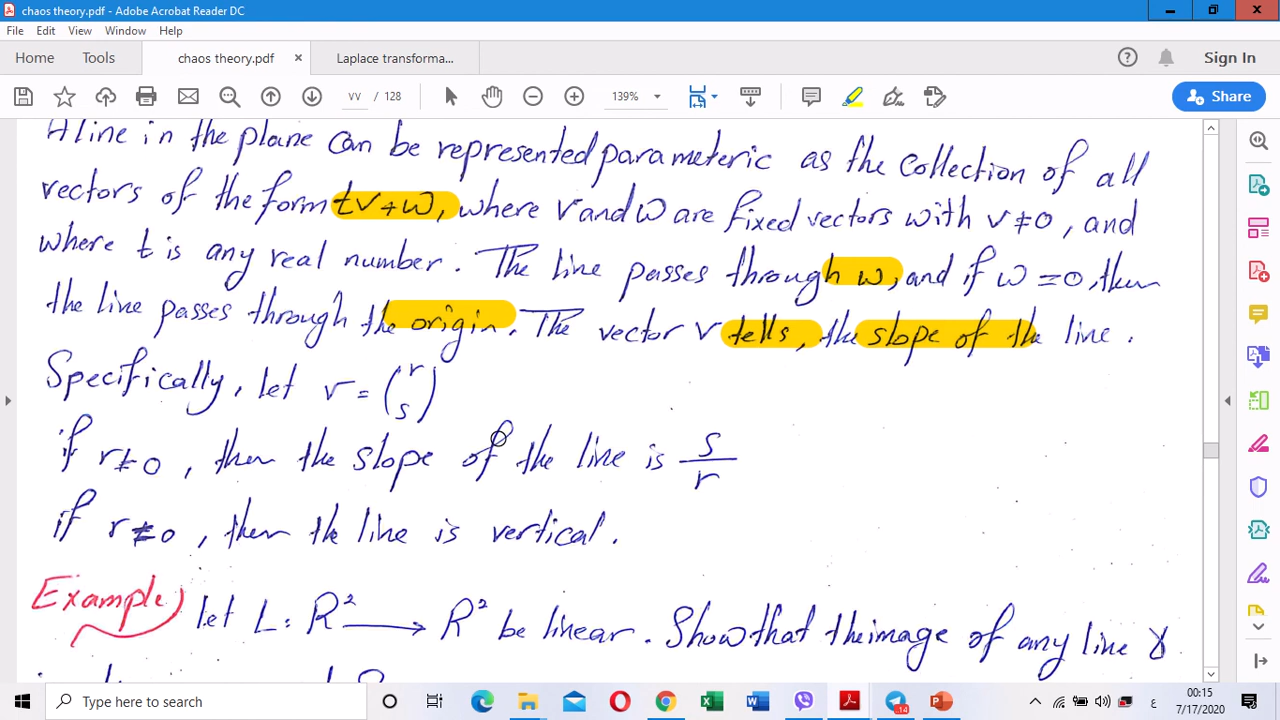 chaos theory.pdf - Adobe Acrobat Reader DC
File Edit View Window Help
Home Tools chaos theory.pdf × Laplace transforma... Sign In
٧٧ / 128 139% Share
A line in the plane can be represented parameteric as the collection of all
vectors of the form tv+w, where v and w are fixed vectors with v≠0, and
where t is any real number. The line passes through w, and if w=0, then
the line passes through the origin. The vector v tells, the slope of the line.
Specifically, let v = (r s)
if r≠0, then the slope of the line is s/r
if r≠0, then the line is vertical.
Example) let L: R² → R² be linear. Show that the image of any line γ
Type here to search
.14
ع
00:15
7/17/2020